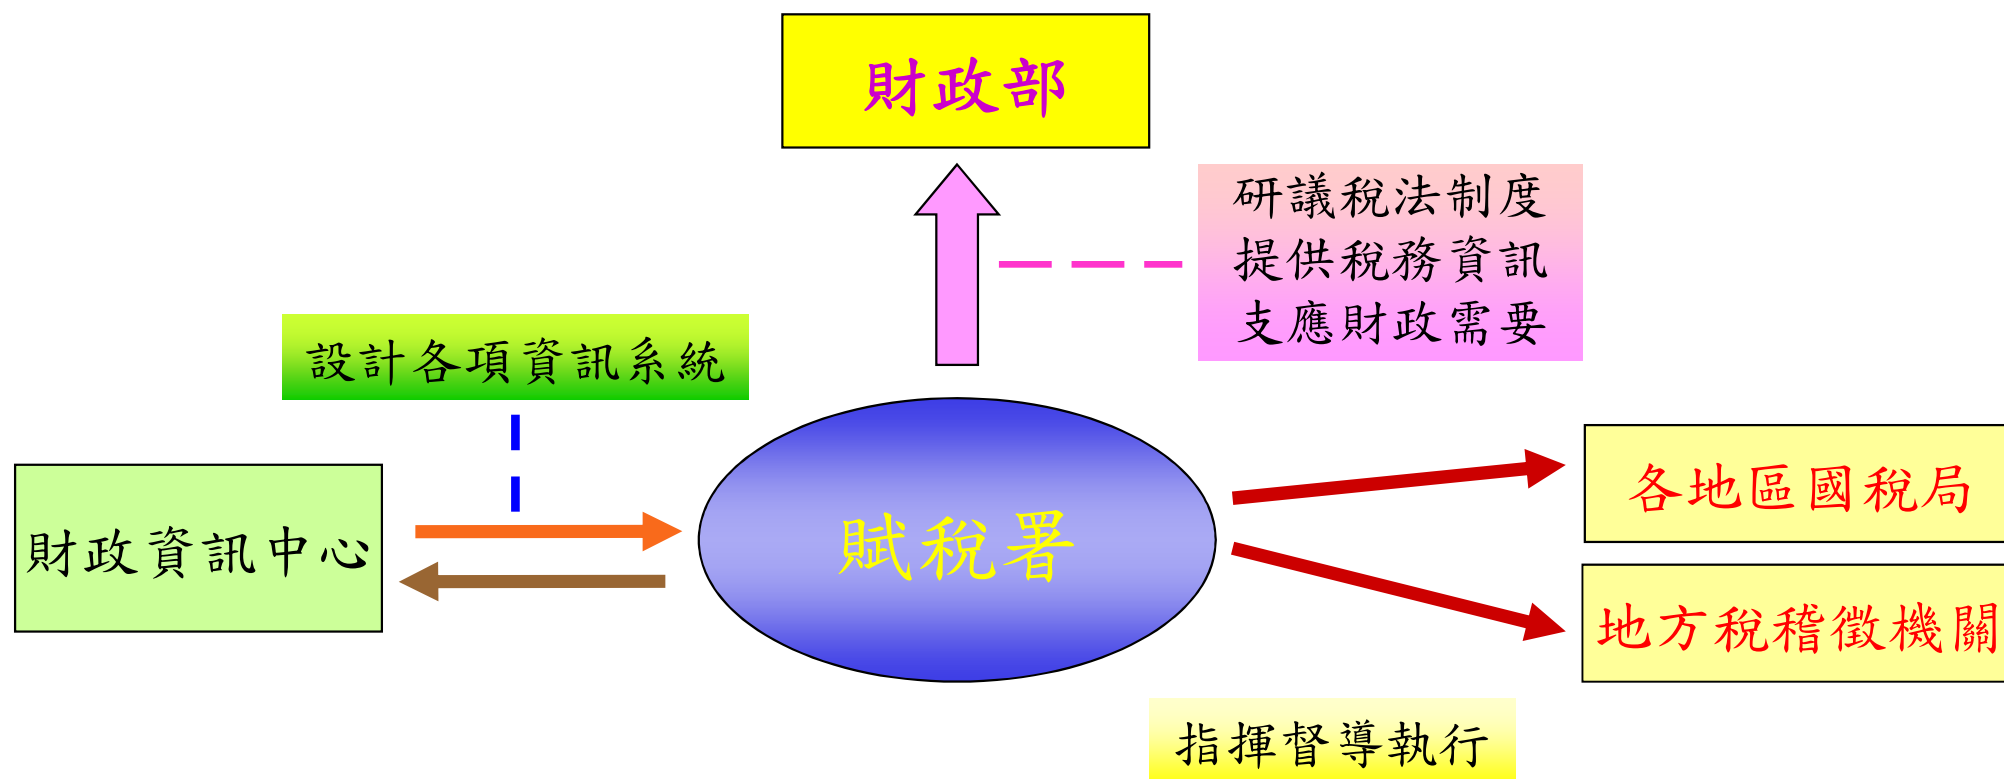 財政部
研議稅法制度
提供稅務資訊
支應財政需要
設計各項資訊系統
財政資訊中心
賦稅署
各地區國稅局
地方稅稽徵機關
指揮督導執行